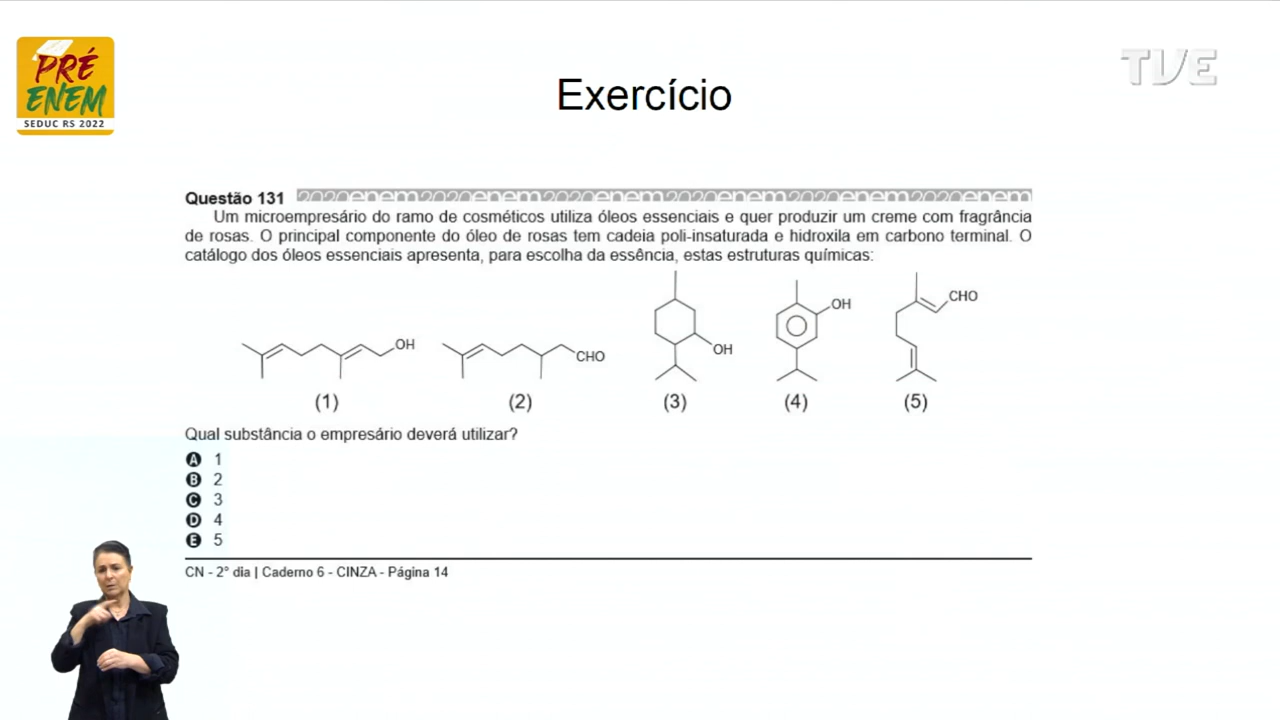 PRÉ
ENEM
SEDUC RS 2022
TVE
Exercício
Questão 131 2020enem2020enem2020enem2020enem2020enem2020enem
Um microempresário do ramo de cosméticos utiliza óleos essenciais e quer produzir um creme com fragrância
de rosas. O principal componente do óleo de rosas tem cadeia poli-insaturada e hidroxila em carbono terminal. O
catálogo dos óleos essenciais apresenta, para escolha da essência, estas estruturas químicas:
OH
CHO
OH
OH
CHO
(1) (2) (3) (4) (5)
Qual substância o empresário deverá utilizar?
A 1
B 2
C 3
D 4
E 5
CN - 2° dia | Caderno 6 - CINZA - Página 14